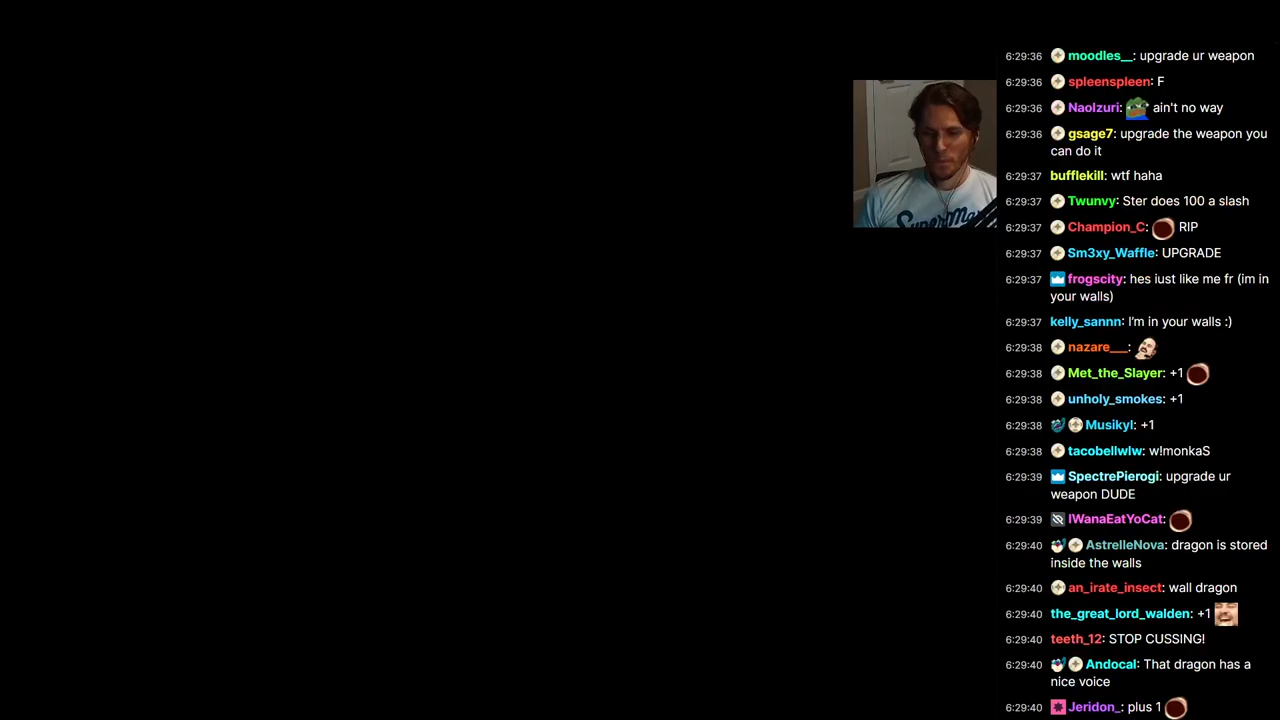 6:29:36 moodles__: upgrade ur weapon
6:29:36 spleenspleen: F
6:29:36 NaoIzuri: ain't no way
6:29:36 gsage7: upgrade the weapon you
can do it
6:29:37 bufflekill: wtf haha
6:29:37 Twunvy: Ster does 100 a slash
6:29:37 Champion_C: RIP
6:29:37 Sm3xy_Waffle: UPGRADE
6:29:37 frogscity: hes iust like me fr (im in
your walls)
6:29:37 kelly_sannn: I'm in your walls :)
6:29:38 nazare___:
6:29:38 Met_the_Slayer: +1
6:29:38 unholy_smokes: +1
6:29:38 Musikyl: +1
6:29:38 tacobellwlw: w!monkaS
6:29:39 SpectrePierogi: upgrade ur
weapon DUDE
6:29:39 IWanaEatYoCat:
6:29:40 AstrelleNova: dragon is stored
inside the walls
6:29:40 an_irate_insect: wall dragon
6:29:40 the_great_lord_walden: +1
6:29:40 teeth_12: STOP CUSSING!
6:29:40 Andocal: That dragon has a
nice voice
6:29:40 Jeridon_: plus 1